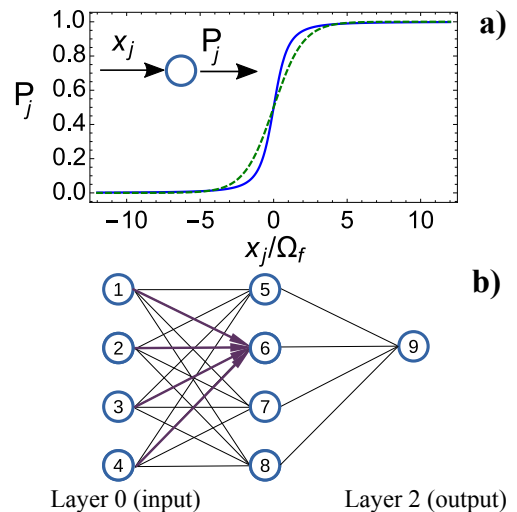 a)
1.0
0.8
0.6
0.4
0.2
0.0
P_j
x_j
P_j
−10 −5 0 5 10
x_j/Ω_f
b)
1 5
2 6 9
3 7
4 8
Layer 0 (input) Layer 2 (output)